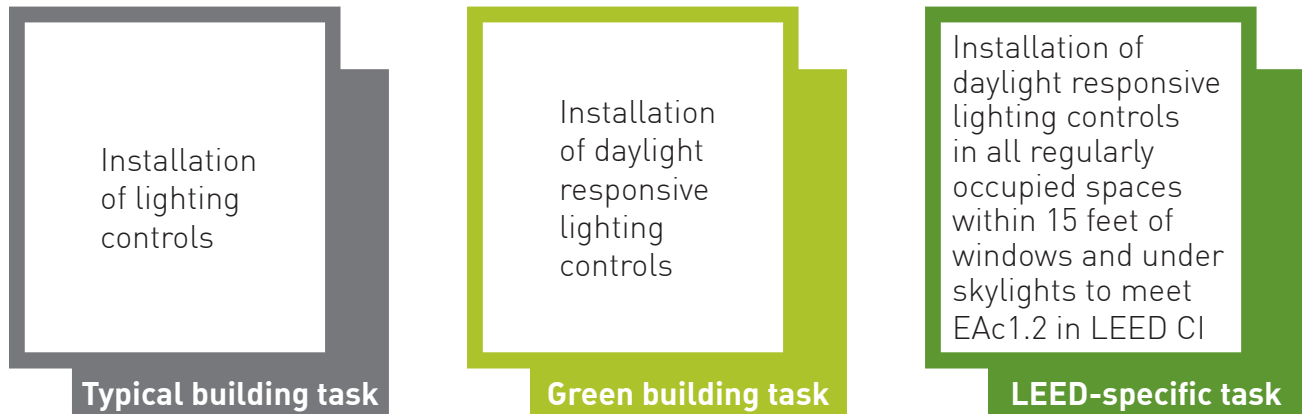 Installation
of lighting
controls
Typical building task
Installation
of daylight
responsive
lighting
controls
Green building task
Installation of
daylight responsive
lighting controls
in all regularly
occupied spaces
within 15 feet of
windows and under
skylights to meet
EAc1.2 in LEED CI
LEED-specific task